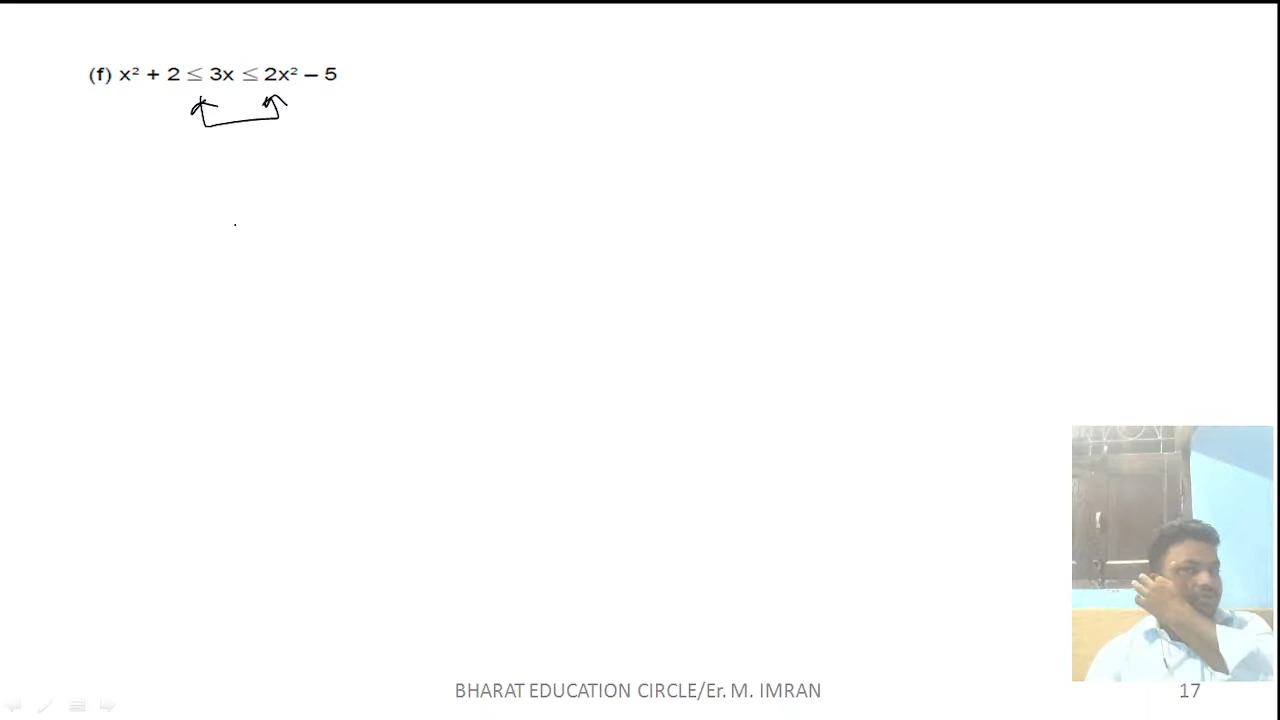 (f) x² + 2 ≤ 3x ≤ 2x² – 5
BHARAT EDUCATION CIRCLE/Er. M. IMRAN
17